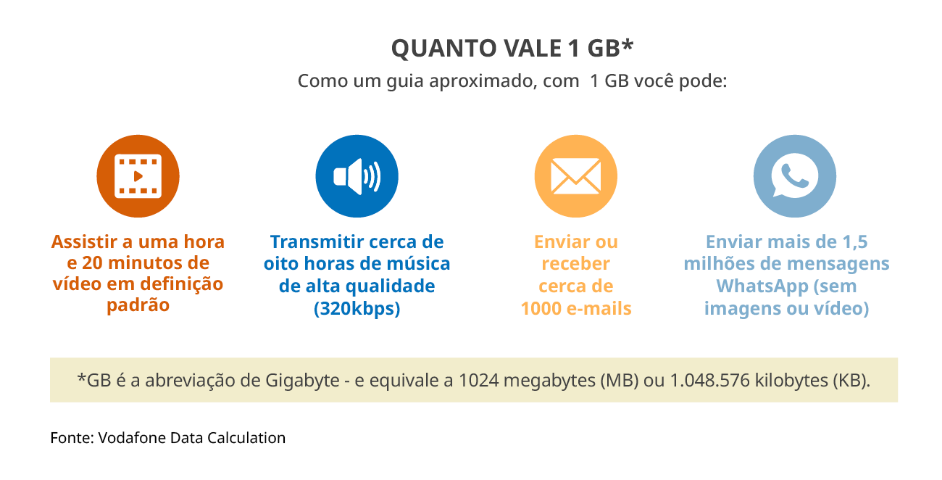 QUANTO VALE 1 GB*
Como um guia aproximado, com 1 GB você pode:
Assistir a uma hora
e 20 minutos de
vídeo em definição
padrão
Transmitir cerca de
oito horas de música
de alta qualidade
(320kbps)
Enviar ou
receber
cerca de
1000 e-mails
Enviar mais de 1,5
milhões de mensagens
WhatsApp (sem
imagens ou vídeo)
*GB é a abreviação de Gigabyte - e equivale a 1024 megabytes (MB) ou 1.048.576 kilobytes (KB).
Fonte: Vodafone Data Calculation